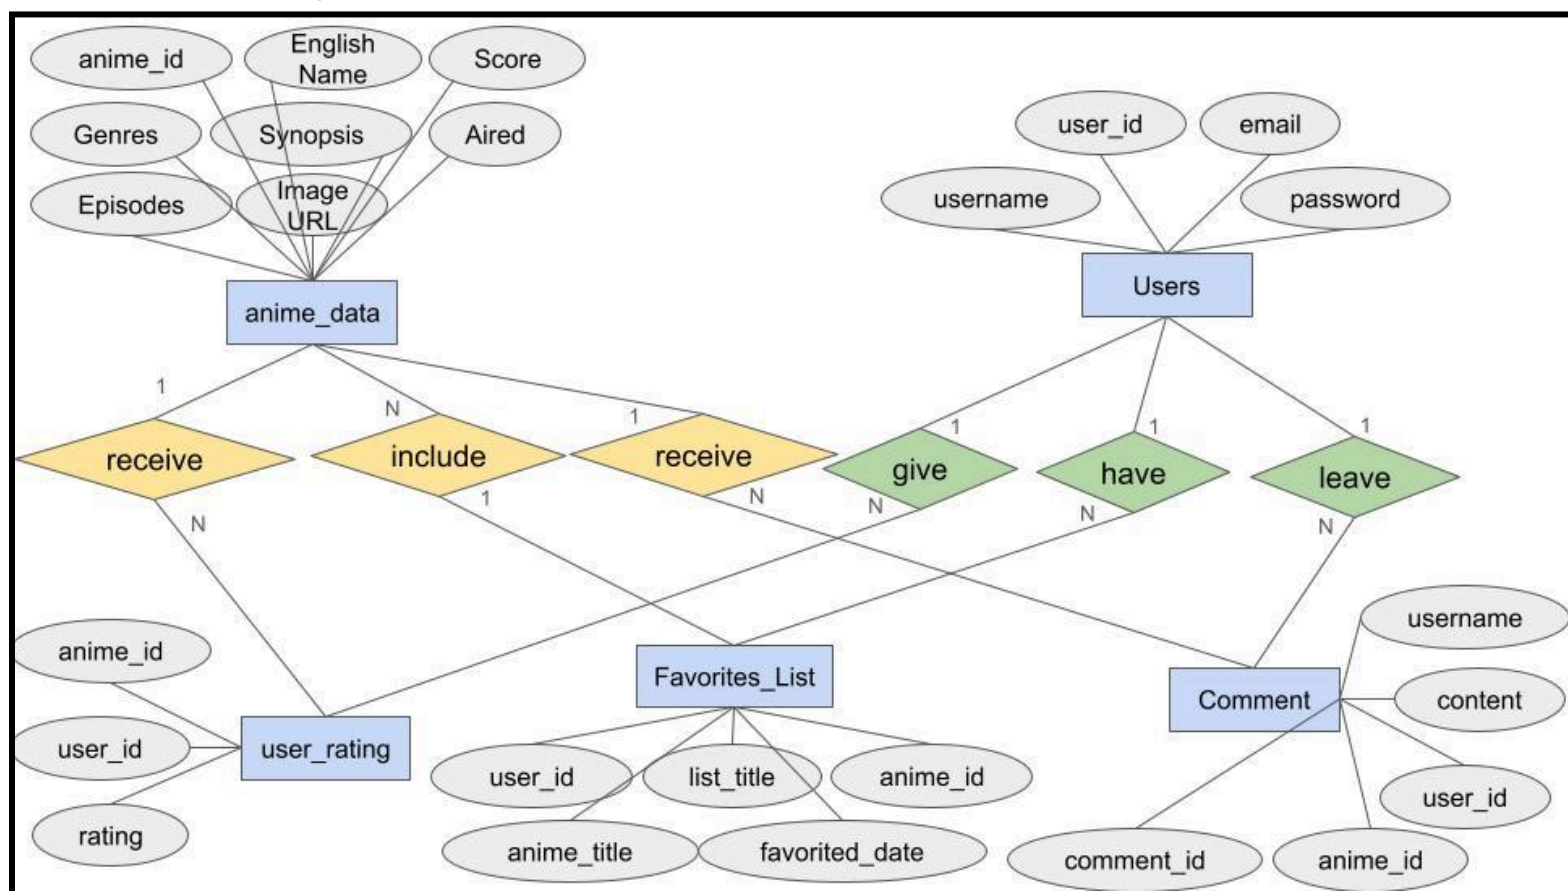 anime_id
English
Name
Score
Genres
Synopsis
Aired
Episodes
Image
URL
user_id
email
username
password
anime_data
Users
1
N
1
1
1
1
receive
include
receive
give
have
leave
N
1
N
N
N
N
anime_id
user_id
rating
user_rating
Favorites_List
user_id
list_title
anime_id
anime_title
favorited_date
Comment
username
content
user_id
comment_id
anime_id